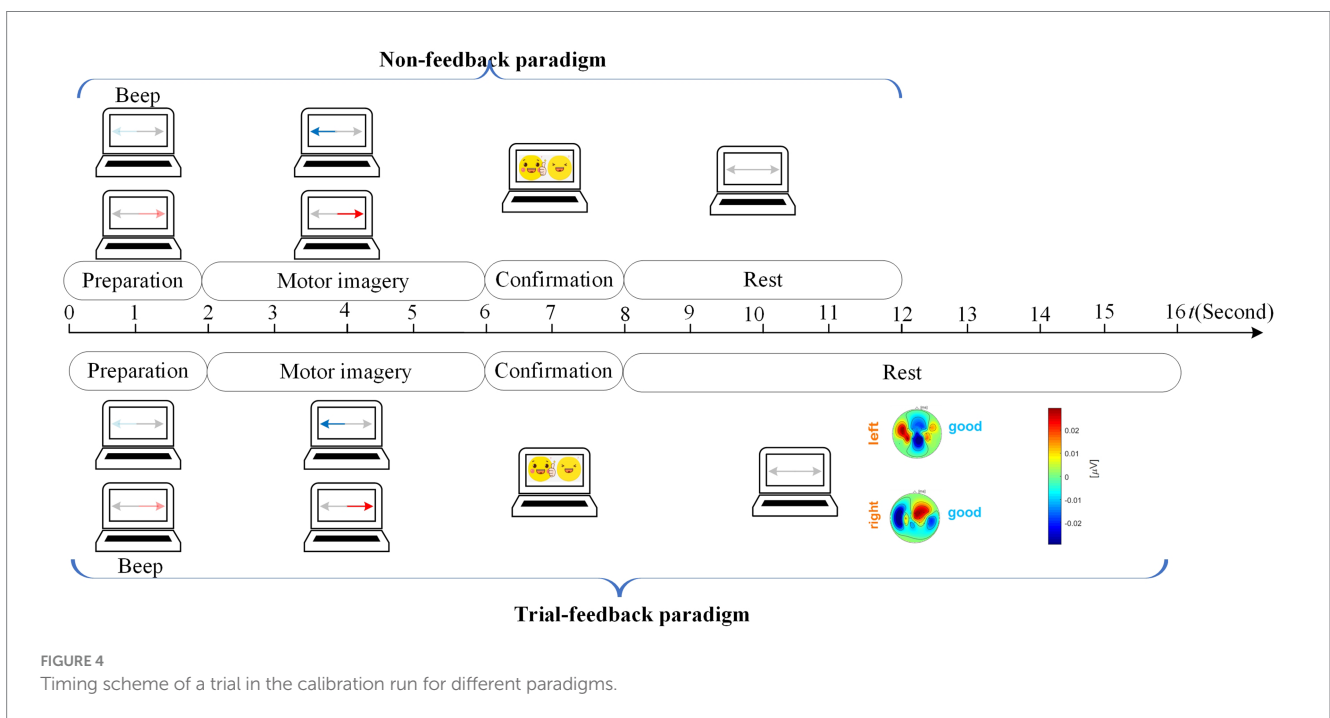 Non-feedback paradigm
Beep
Preparation Motor imagery Confirmation Rest
0 1 2 3 4 5 6 7 8 9 10 11 12 13 14 15 16 t(Second)
Preparation Motor imagery Confirmation Rest
left good
right good
0.02
0.01
0
-0.01
-0.02
[μV]
Beep
Trial-feedback paradigm
FIGURE 4
Timing scheme of a trial in the calibration run for different paradigms.